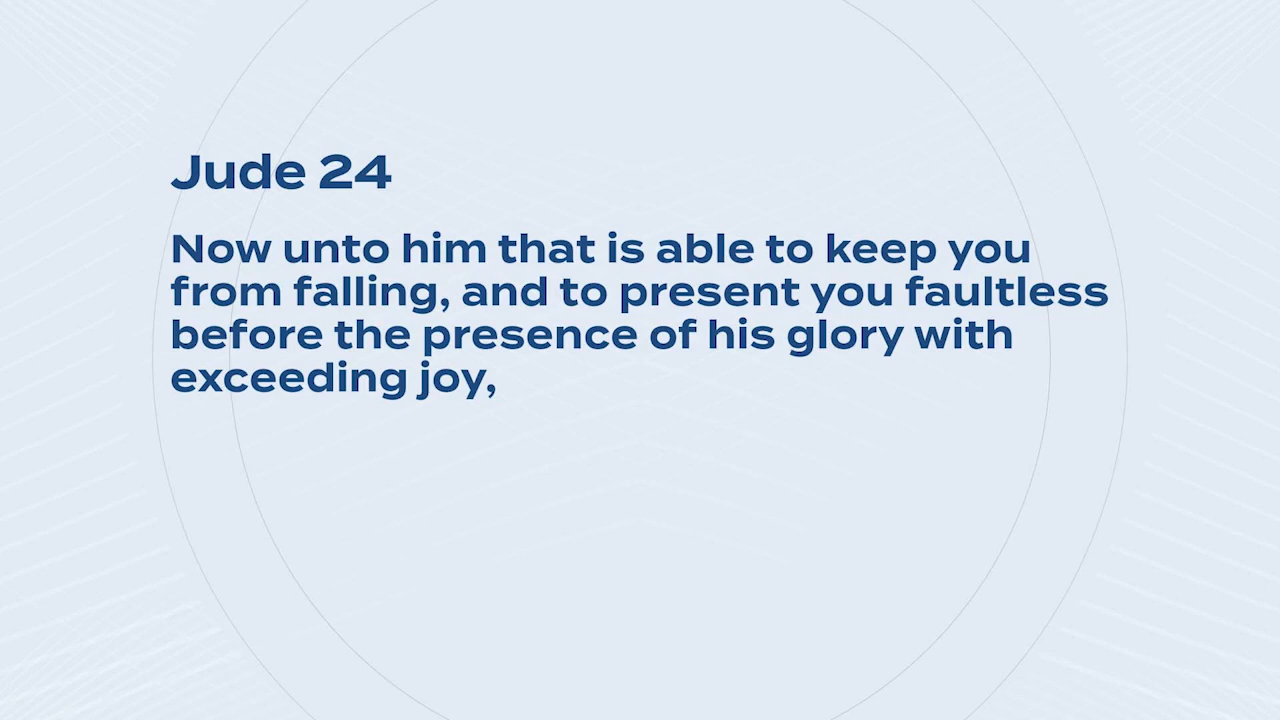 Jude 24
Now unto him that is able to keep you
from falling, and to present you faultless
before the presence of his glory with
exceeding joy,